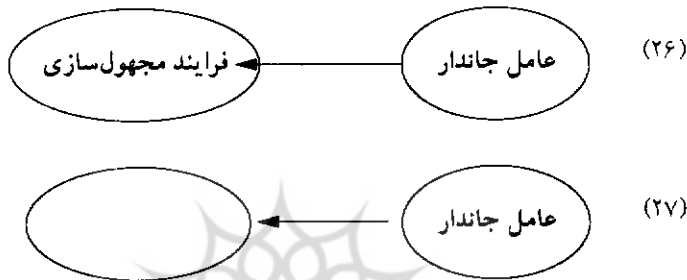 (۲۶) عامل جاندار فرایند مجهول‌سازی
(۲۷) عامل جاندار